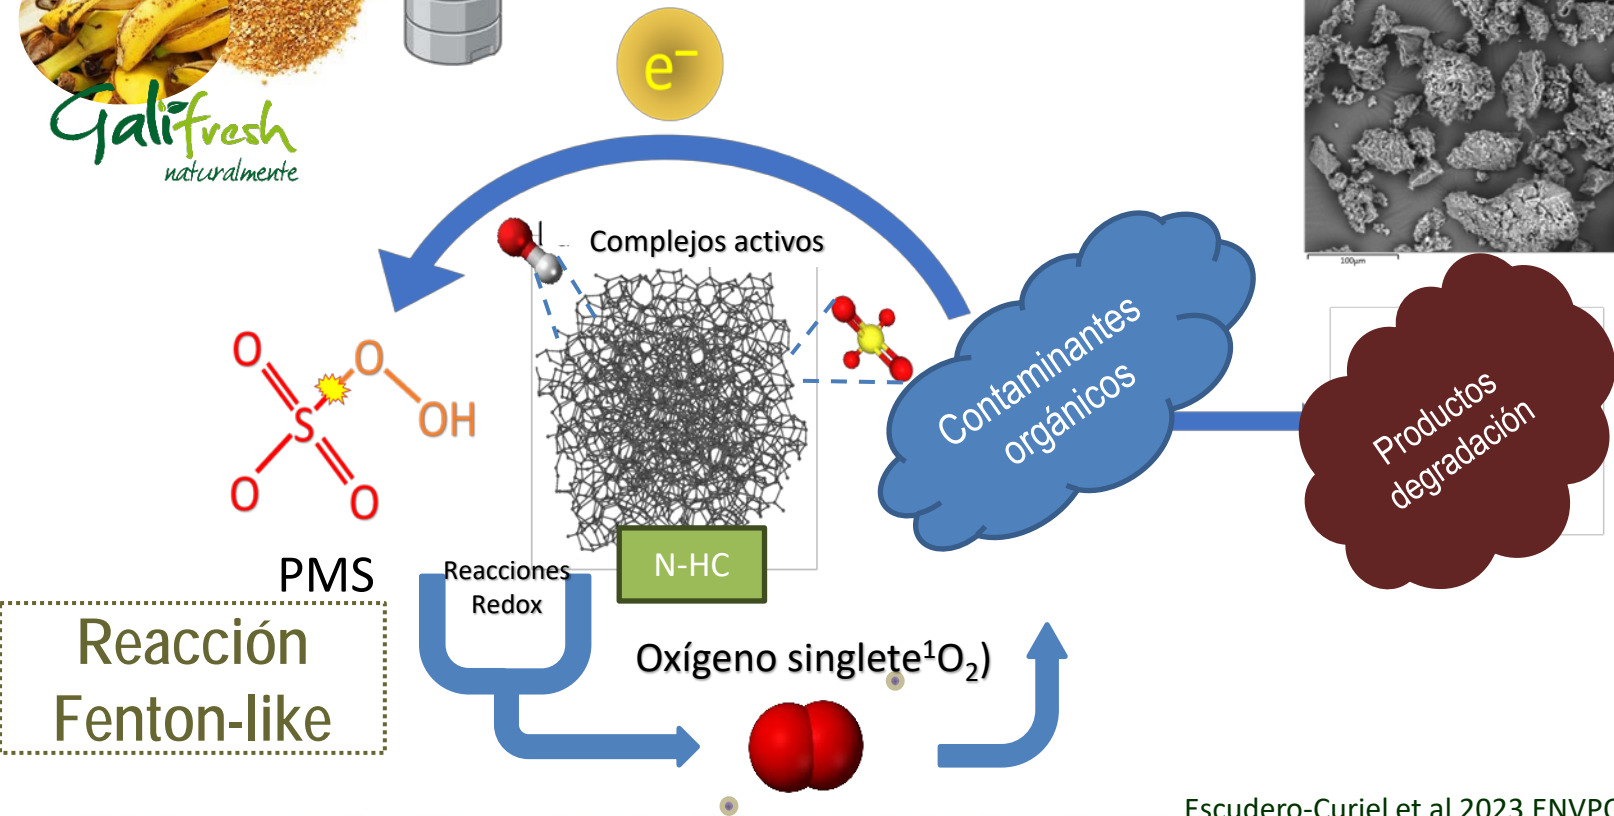 Galifresh
naturalmente
e⁻
Complejos activos
100µm
Contaminantes
orgánicos
Productos
degradación
O
O
S
OH
O
O
PMS
Reacciones
Redox
N-HC
Reacción
Fenton-like
Oxígeno singlete¹O₂)
Escudero-Curiel et al 2023 ENVPO